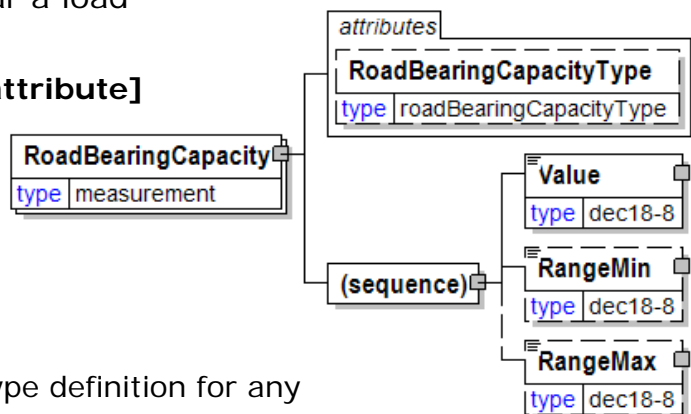 a load
attribute]
attributes
RoadBearingCapacityType
type roadBearingCapacityType
RoadBearingCapacity
type measurement
(sequence)
Value
type dec18-8
RangeMin
type dec18-8
RangeMax
type dec18-8
ype definition for any